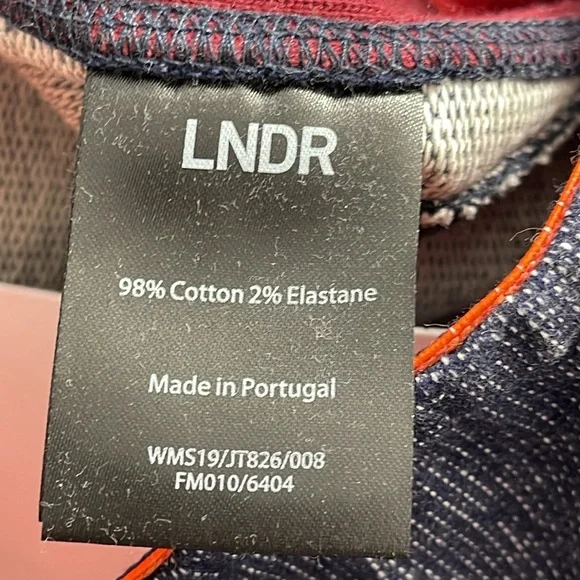 LNDR
98% Cotton 2% Elastane
Made in Portugal
WMS19/JT826/008
FM010/6404